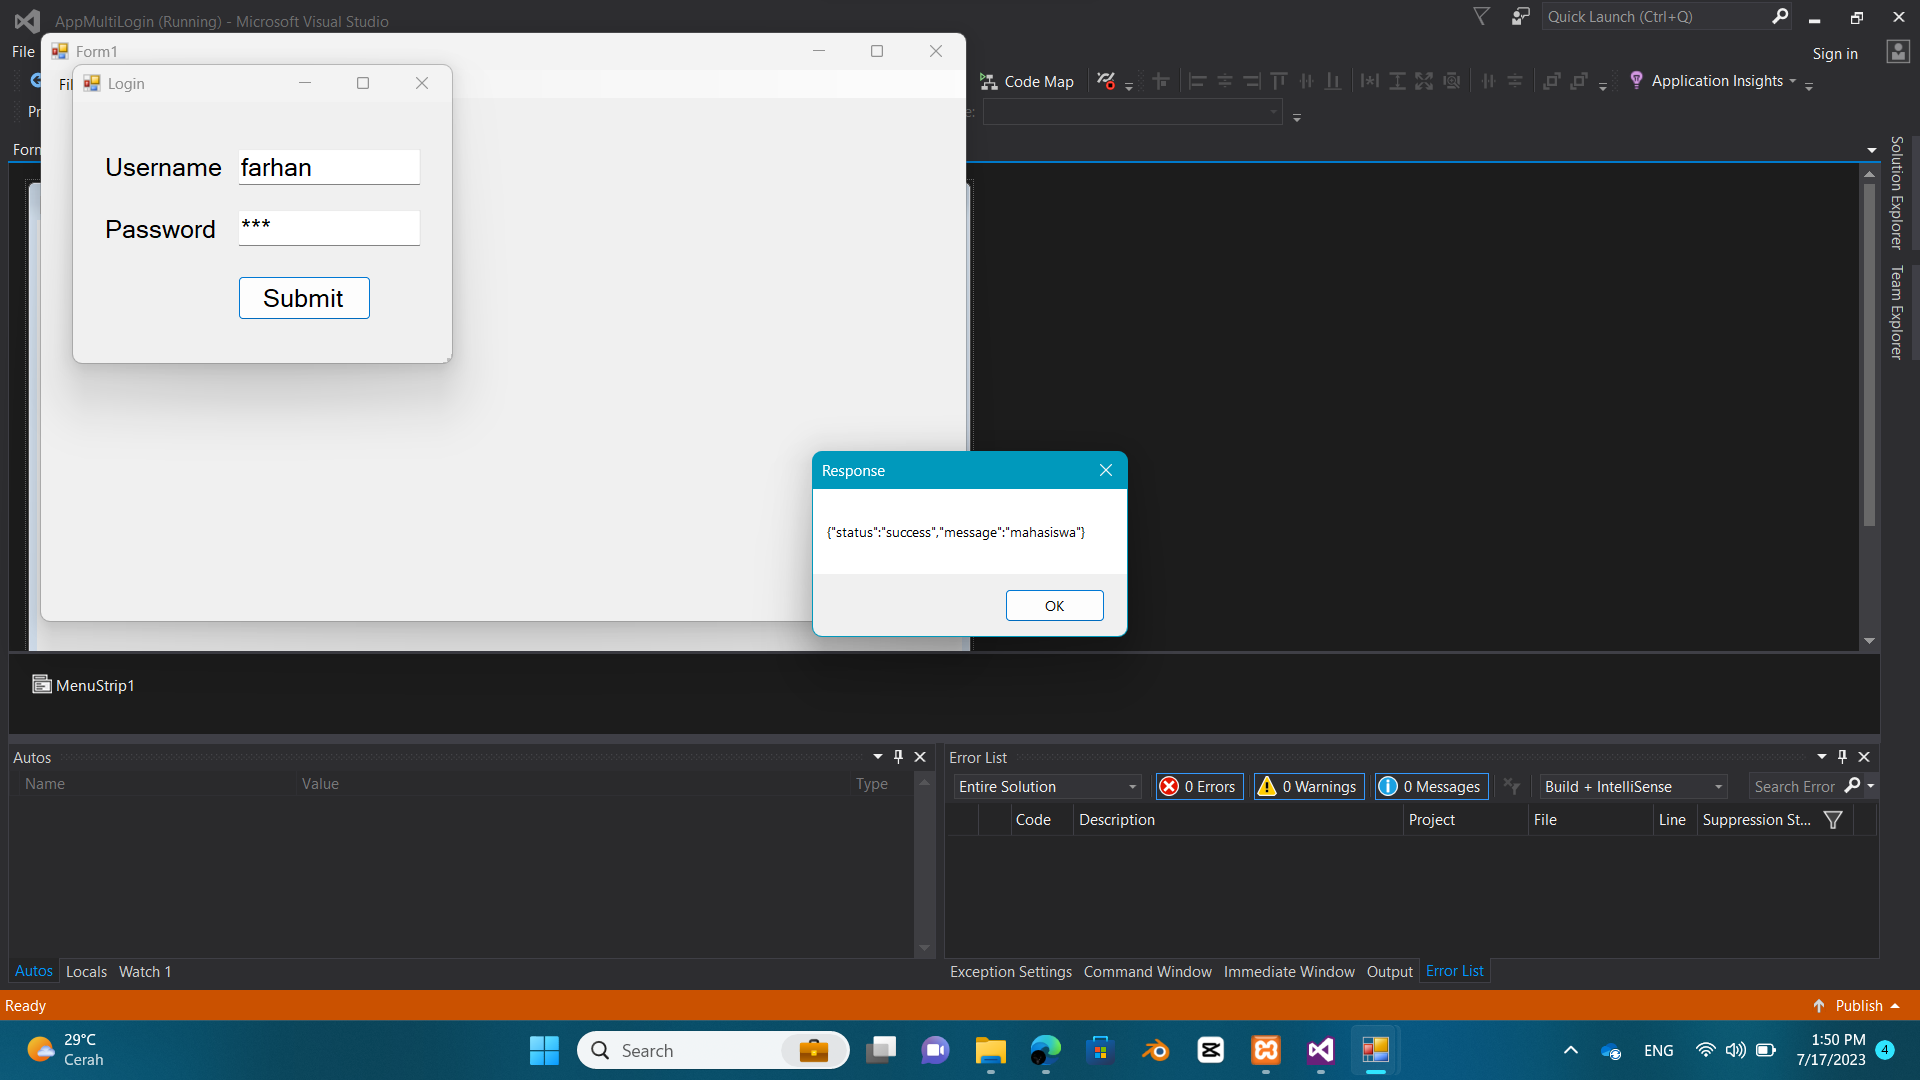 AppMultiLogin (Running) - Microsoft Visual Studio
Quick Launch (Ctrl+Q)
File
Form1
Sign in
Login
Code Map
Application Insights
Username
farhan
Password
***
Submit
Solution Explorer
Team Explorer
Response
{"status":"success","message":"mahasiswa"}
OK
MenuStrip1
Autos
Name
Value
Type
Error List
Entire Solution
0 Errors
0 Warnings
0 Messages
Build + IntelliSense
Search Error
Code
Description
Project
File
Line
Suppression St...
Autos
Locals
Watch 1
Exception Settings
Command Window
Immediate Window
Output
Error List
Ready
Publish
29°C
Cerah
Search
ENG
1:50 PM
7/17/2023
4